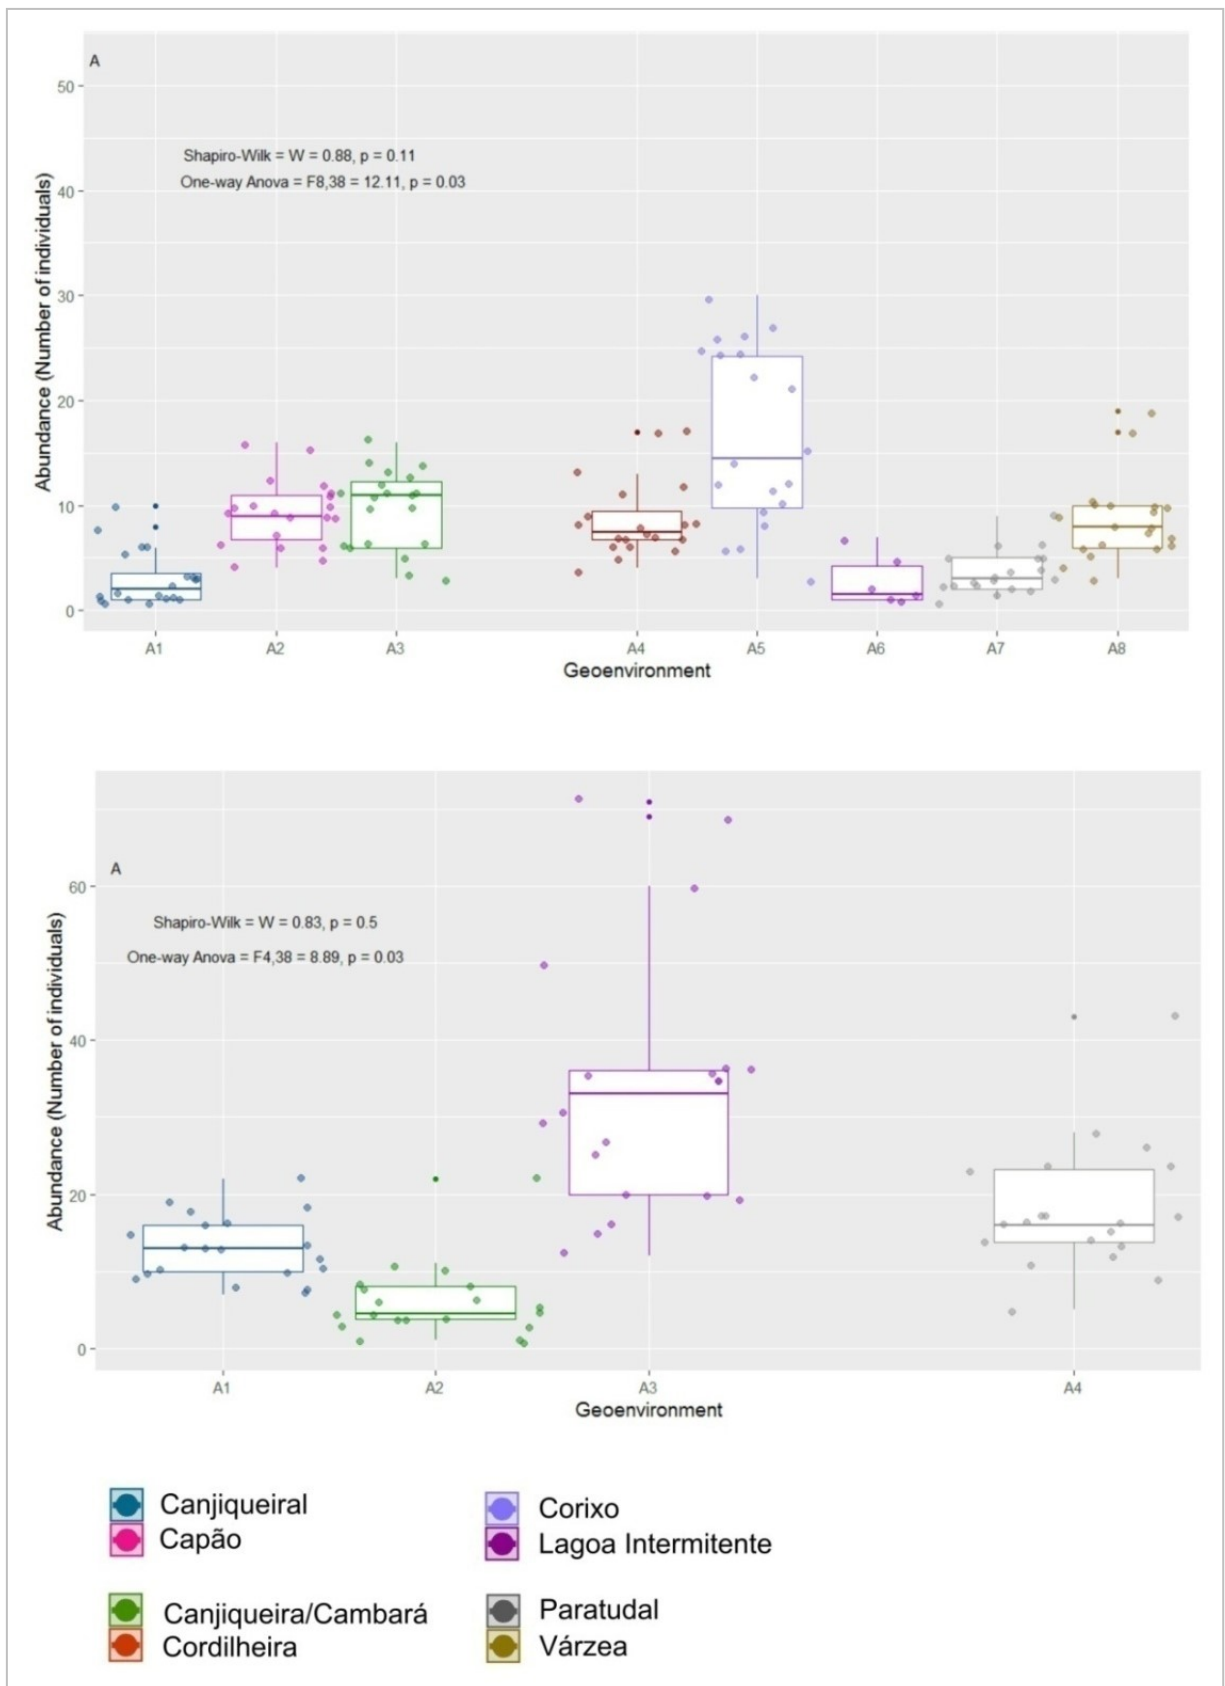 A
50
Shapiro-Wilk = W = 0.88, p = 0.11
One-way Anova = F8,38 = 12.11, p = 0.03
40
30
20
10
0
Abundance (Number of individuals)
A1 A2 A3 A4 A5 A6 A7 A8
Geoenvironment
A
60
Shapiro-Wilk = W = 0.83, p = 0.5
One-way Anova = F4,38 = 8.89, p = 0.03
40
20
0
Abundance (Number of individuals)
A1 A2 A3 A4
Geoenvironment
Canjiqueiral
Capão
Canjiqueira/Cambará
Cordilheira
Corixo
Lagoa Intermitente
Paratudal
Várzea